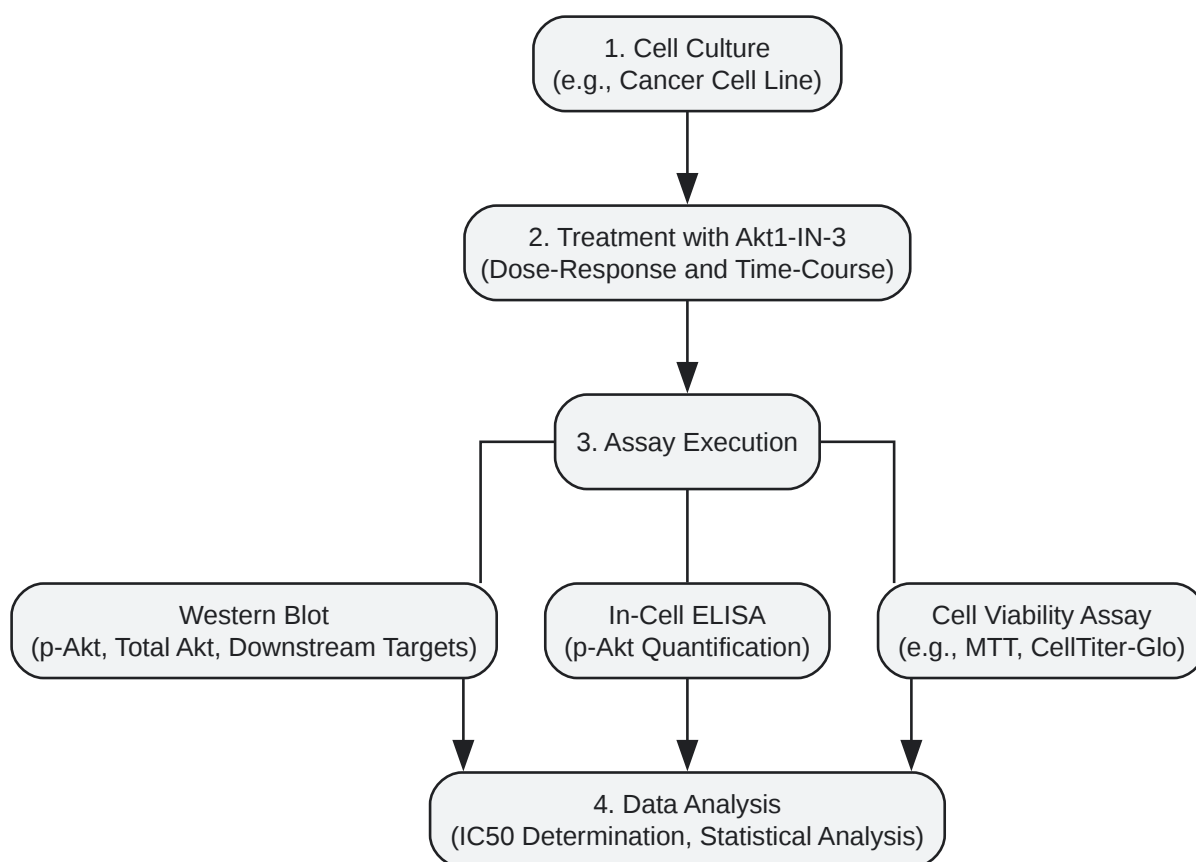 1. Cell Culture
(e.g., Cancer Cell Line)
2. Treatment with Akt1-IN-3
(Dose-Response and Time-Course)
3. Assay Execution
Western Blot
(p-Akt, Total Akt, Downstream Targets)
In-Cell ELISA
(p-Akt Quantification)
Cell Viability Assay
(e.g., MTT, CellTiter-Glo)
4. Data Analysis
(IC50 Determination, Statistical Analysis)